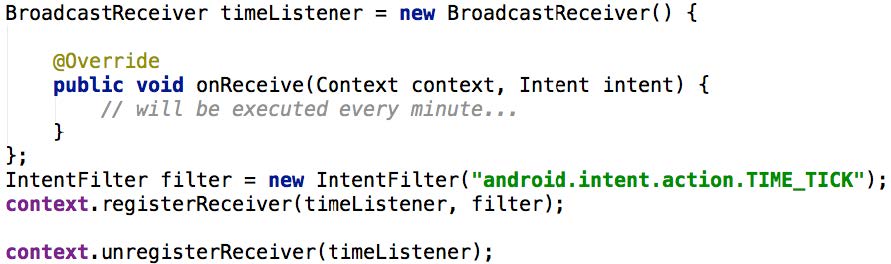 BroadcastReceiver timeListener = new BroadcastReceiver() {
@Override
public void onReceive(Context context, Intent intent) {
// will be executed every minute...
}
};
IntentFilter filter = new IntentFilter("android.intent.action.TIME_TICK");
context.registerReceiver(timeListener, filter);
context.unregisterReceiver(timeListener);